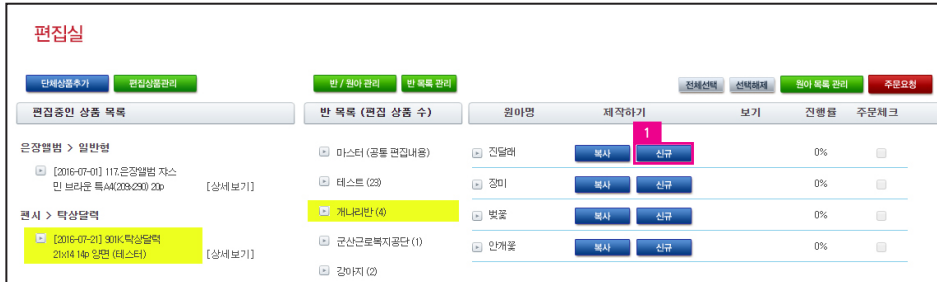 편집실
단체상품추가 편집상품관리 반 / 원아 관리 반 목록 관리 전체선택 선택해제 원아 목록 관리 주문요청
편집중인 상품 목록 반 목록 (편집 상품 수) 원아명 제작하기 보기 진행률 주문체크
1
은장앨범 > 일반형
[2016-07-01] 117.은장앨범 쟈스
민 브라운 특A4(209x290) 20p [상세보기]
팬시 > 탁상달력
[2016-07-21] 901K.탁상달력
21x14 14p 양면 (테스터) [상세보기]
마스터 (공통 편집내용)
테스트 (23)
개나리반 (4)
군산근로복지공단 (1)
강아지 (2)
진달래 복사 신규 0%
장미 복사 신규 0%
벚꽃 복사 신규 0%
안개꽃 복사 신규 0%